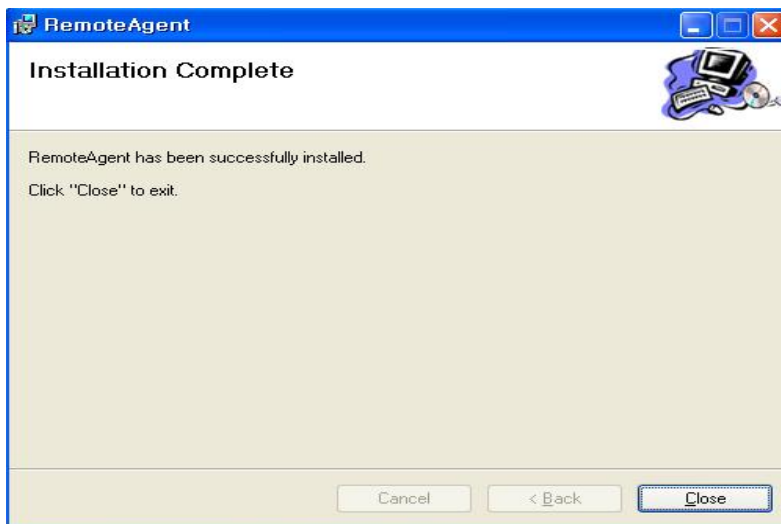 RemoteAgent
Installation Complete
RemoteAgent has been successfully installed.
Click "Close" to exit.
Cancel
< Back
Close